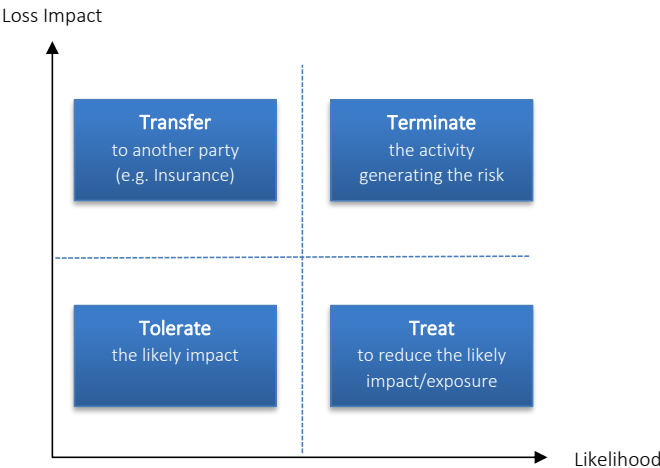 Loss Impact
Transfer
to another party
(e.g. Insurance)
Terminate
the activity
generating the risk
Tolerate
the likely impact
Treat
to reduce the likely
impact/exposure
Likelihood